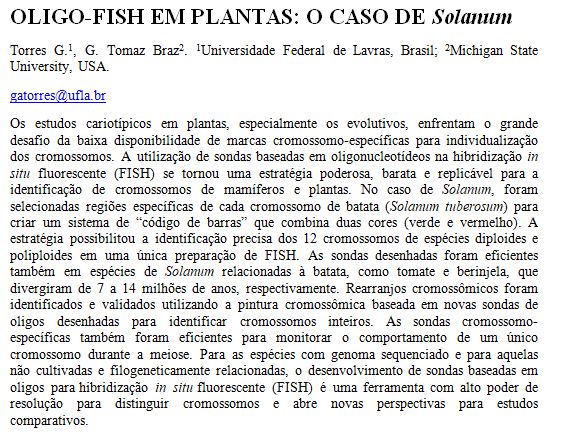 OLIGO-FISH EM PLANTAS: O CASO DE Solanum
Torres G.¹, G. Tomaz Braz². ¹Universidade Federal de Lavras, Brasil; ²Michigan State
University, USA.
gatorres@ufla.br
Os estudos cariotípicos em plantas, especialmente os evolutivos, enfrentam o grande
desafio da baixa disponibilidade de marcas cromossomo-específicas para individualização
dos cromossomos. A utilização de sondas baseadas em oligonucleotídeos na hibridização in
situ fluorescente (FISH) se tornou uma estratégia poderosa, barata e replicável para a
identificação de cromossomos de mamíferos e plantas. No caso de Solanum, foram
selecionadas regiões específicas de cada cromossomo de batata (Solanum tuberosum) para
criar um sistema de “código de barras” que combina duas cores (verde e vermelho). A
estratégia possibilitou a identificação precisa dos 12 cromossomos de espécies diploides e
poliploides em uma única preparação de FISH. As sondas desenhadas foram eficientes
também em espécies de Solanum relacionadas à batata, como tomate e berinjela, que
divergiram de 7 a 14 milhões de anos, respectivamente. Rearranjos cromossômicos foram
identificados e validados utilizando a pintura cromossômica baseada em novas sondas de
oligos desenhadas para identificar cromossomos inteiros. As sondas cromossomo-
específicas também foram eficientes para monitorar o comportamento de um único
cromossomo durante a meiose. Para as espécies com genoma sequenciado e para aquelas
não cultivadas e filogeneticamente relacionadas, o desenvolvimento de sondas baseadas em
oligos para hibridização in situ fluorescente (FISH) é uma ferramenta com alto poder de
resolução para distinguir cromossomos e abre novas perspectivas para estudos
comparativos.